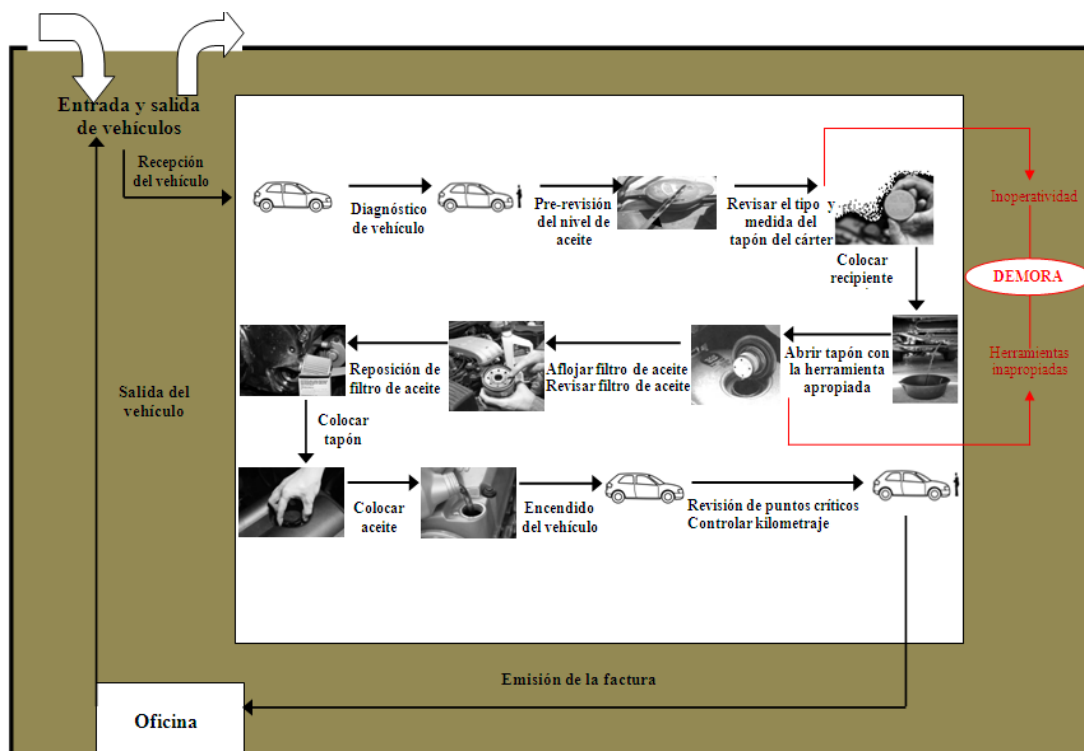 Entrada y salida
de vehículos
Recepción
del vehículo
Diagnóstico
de vehículo
Pre-revisión
del nivel de
aceite
Revisar el tipo y
medida del
tapón del cárter
Colocar
recipiente
Inoperatividad
DEMORA
Herramientas
inapropiadas
Abrir tapón con
la herramienta
apropiada
Aflojar filtro de aceite
Revisar filtro de aceite
Reposición de
filtro de aceite
Salida del
vehículo
Colocar
tapón
Colocar
aceite
Encendido
del vehículo
Revisión de puntos críticos
Controlar kilometraje
Emisión de la factura
Oficina